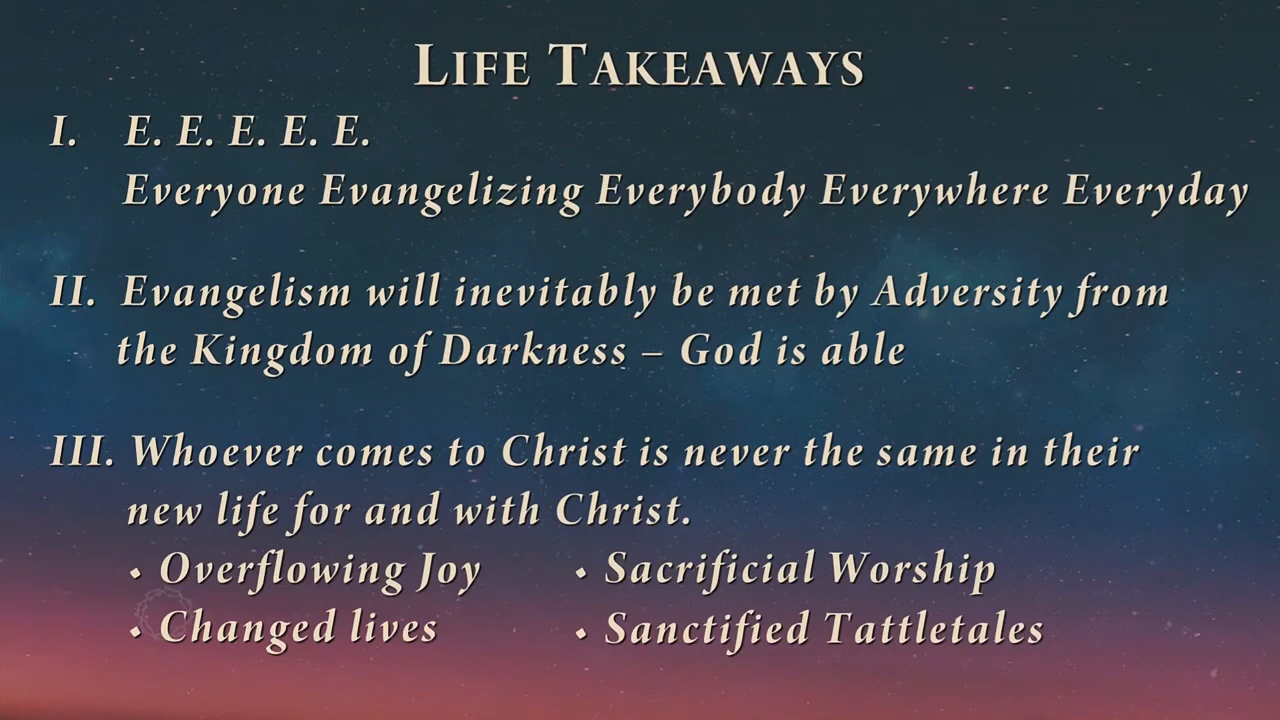 LIFE TAKEAWAYS
I. E. E. E. E. E.
Everyone Evangelizing Everybody Everywhere Everyday
II. Evangelism will inevitably be met by Adversity from
the Kingdom of Darkness – God is able
III. Whoever comes to Christ is never the same in their
new life for and with Christ.
• Overflowing Joy • Sacrificial Worship
• Changed lives • Sanctified Tattletales